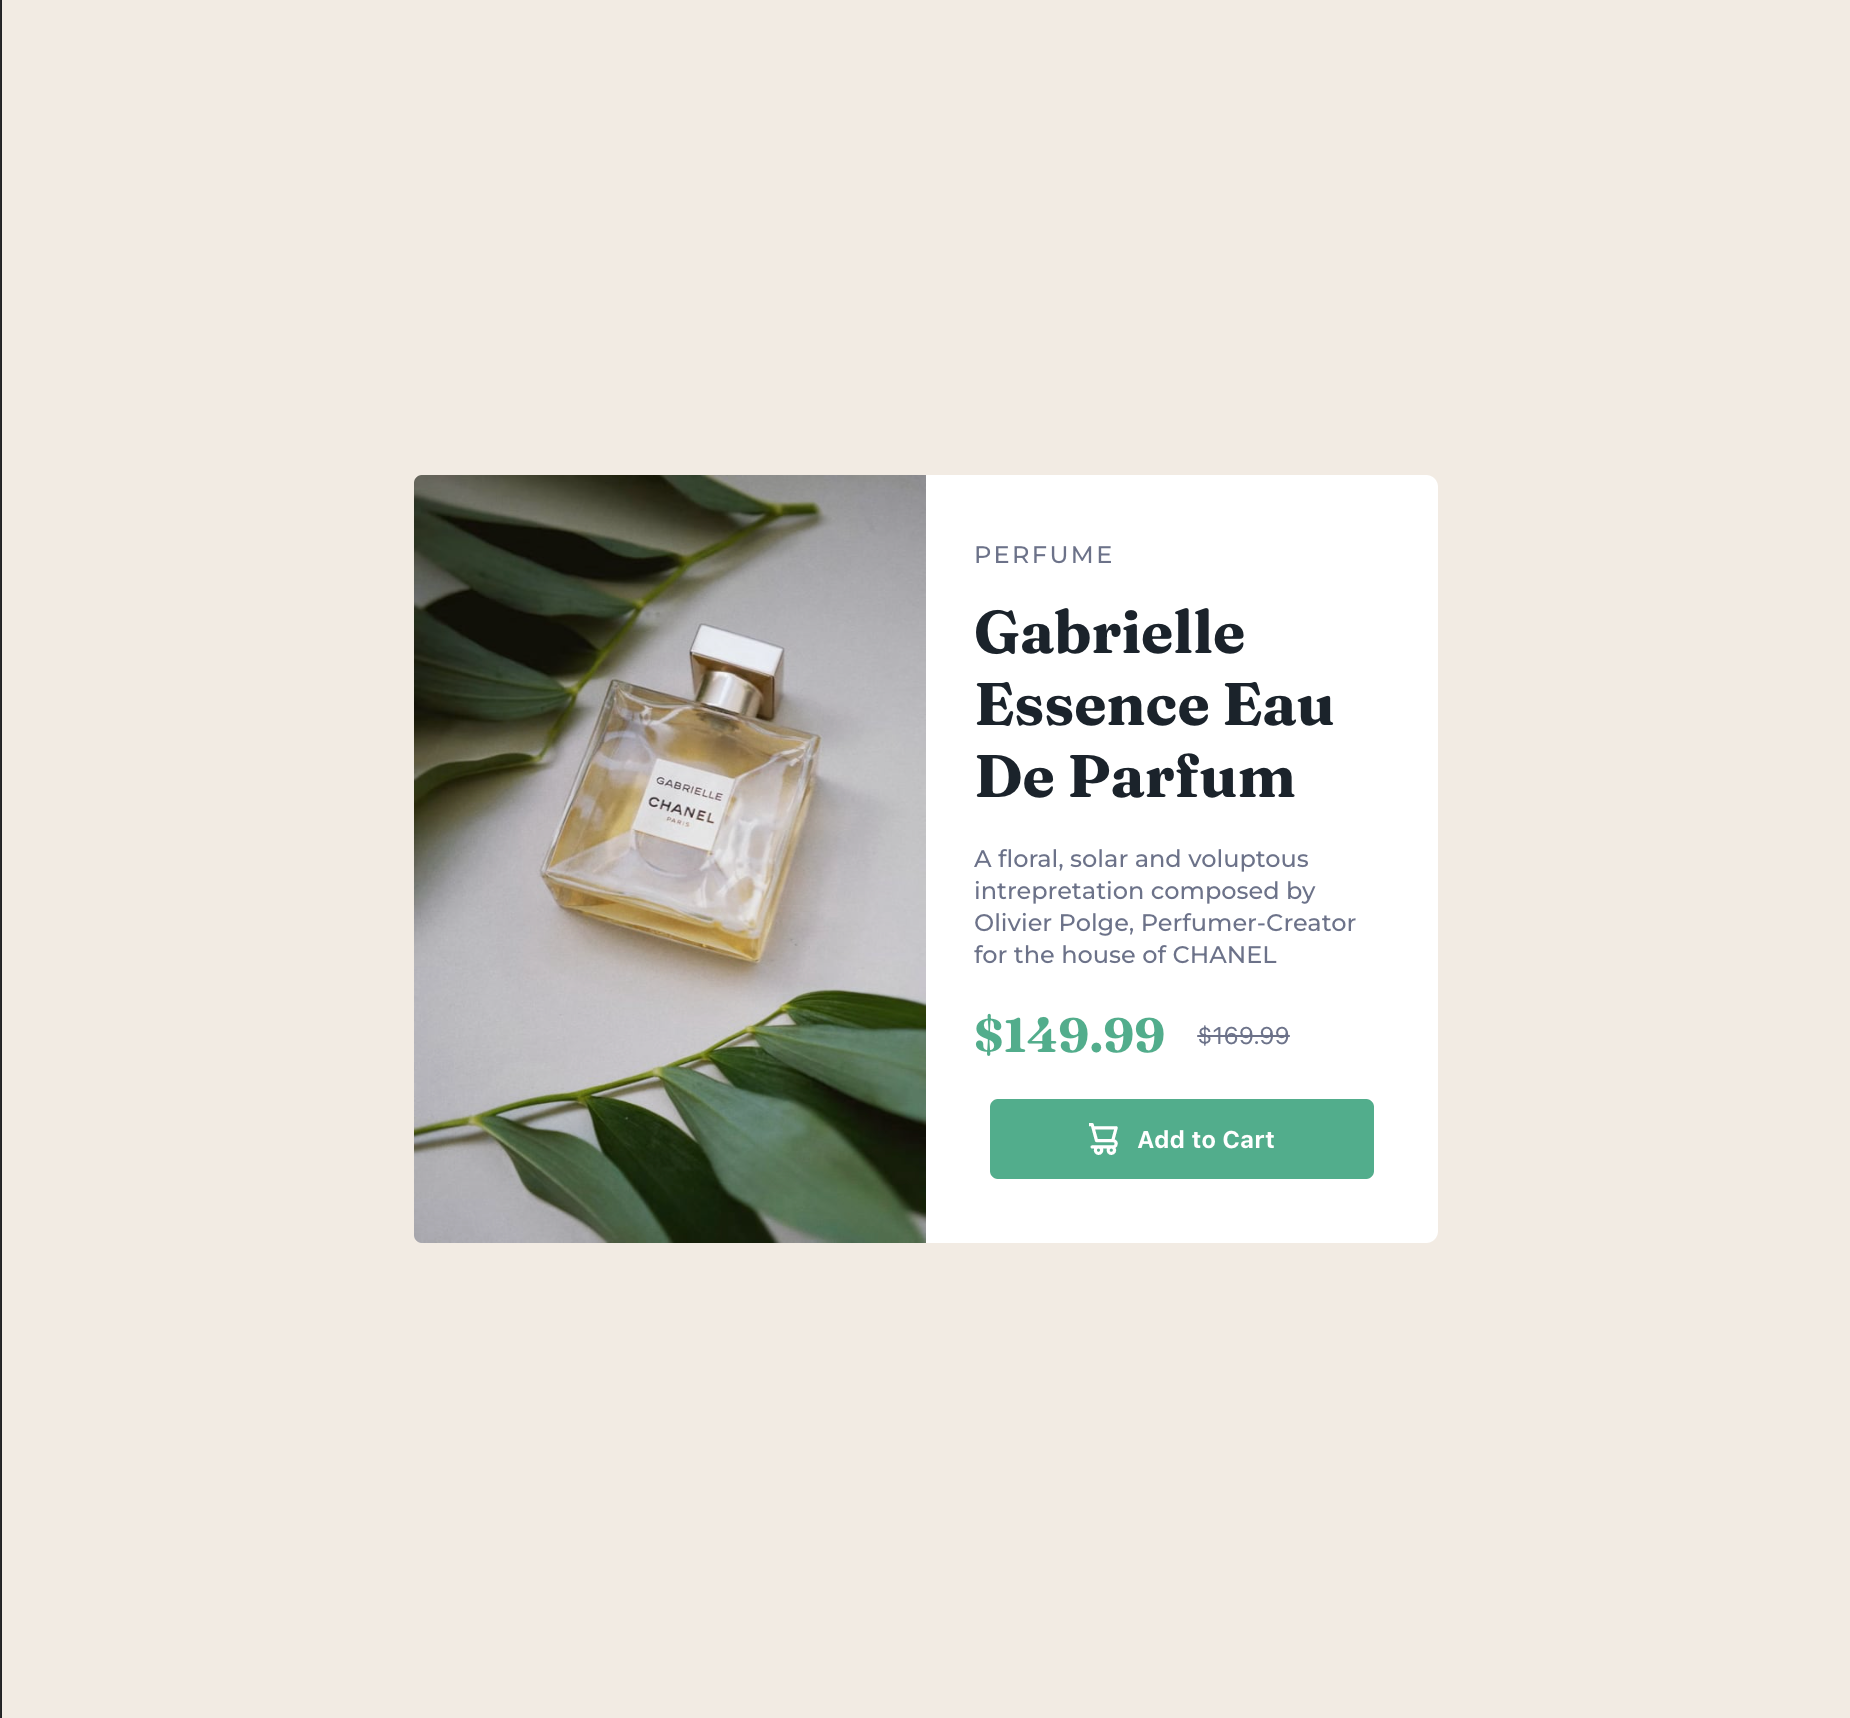 GABRIELLE
CHANEL
PARIS
PERFUME
Gabrielle
Essence Eau
De Parfum
A floral, solar and voluptous
intrepretation composed by
Olivier Polge, Perfumer-Creator
for the house of CHANEL
$149.99 $169.99
Add to Cart